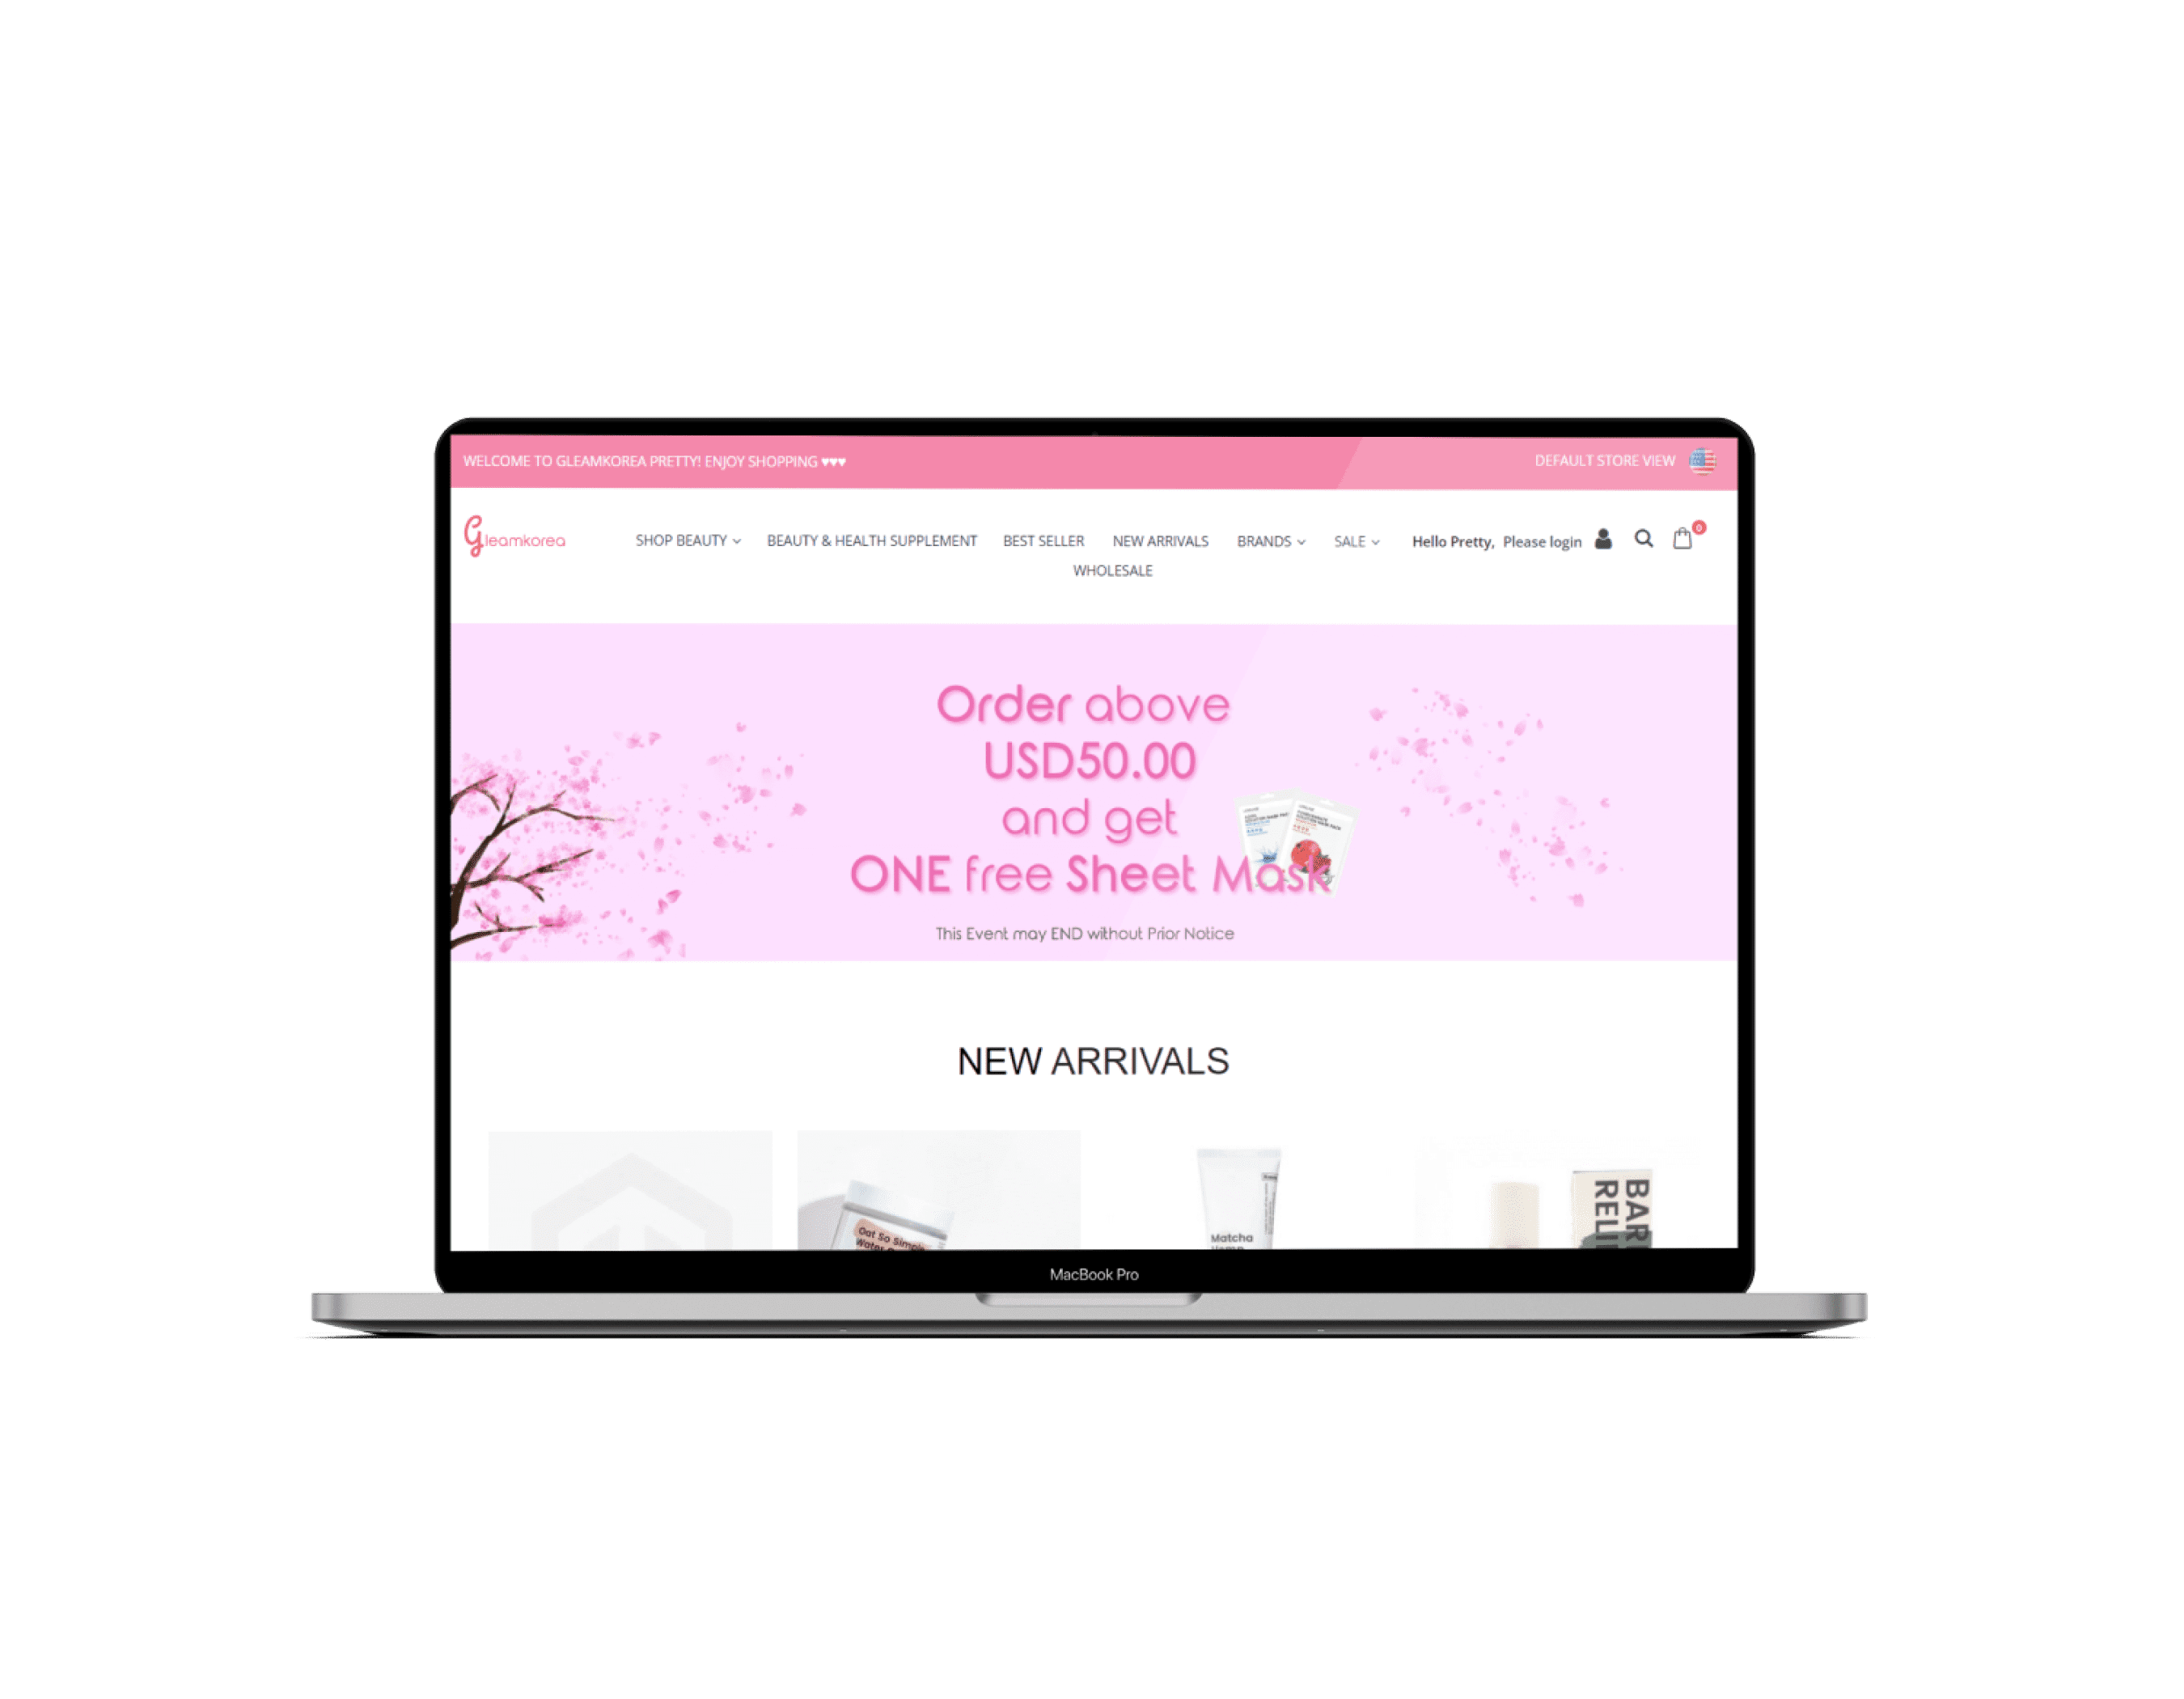 WELCOME TO GLEAMKOREA PRETTY! ENJOY SHOPPING ♥♥♥
DEFAULT STORE VIEW
Gleamkorea
SHOP BEAUTY
BEAUTY & HEALTH SUPPLEMENT
BEST SELLER
NEW ARRIVALS
BRANDS
SALE
WHOLESALE
Hello Pretty, Please login
0
Order above
USD50.00
and get
ONE free Sheet Mask
This Event may END without Prior Notice
NEW ARRIVALS
Oat So Simple
Water
Matcha
BAR
RELI
MacBook Pro